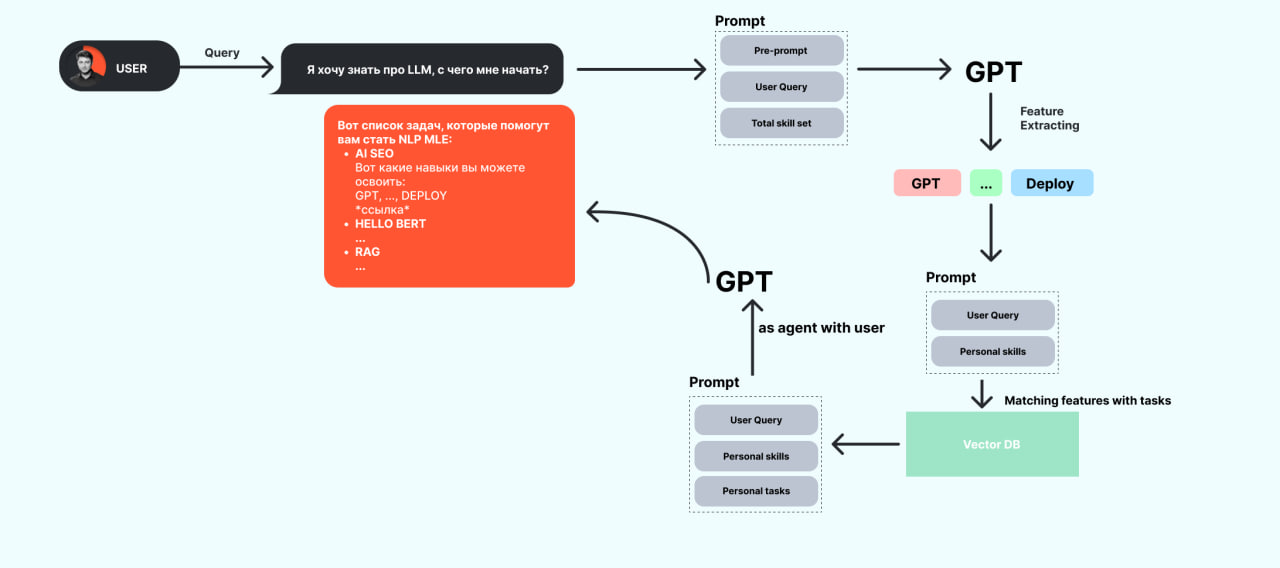 USER
Query
Я хочу знать про LLM, с чего мне начать?
Prompt
Pre-prompt
User Query
Total skill set
GPT
Feature
Extracting
GPT
...
Deploy
Prompt
User Query
Personal skills
Matching features with tasks
Vector DB
Prompt
User Query
Personal skills
Personal tasks
as agent with user
GPT
Вот список задач, которые помогут
вам стать NLP MLE:
• AI SEO
Вот какие навыки вы можете
освоить:
GPT, ..., DEPLOY
*ссылка*
• HELLO BERT
...
• RAG
...